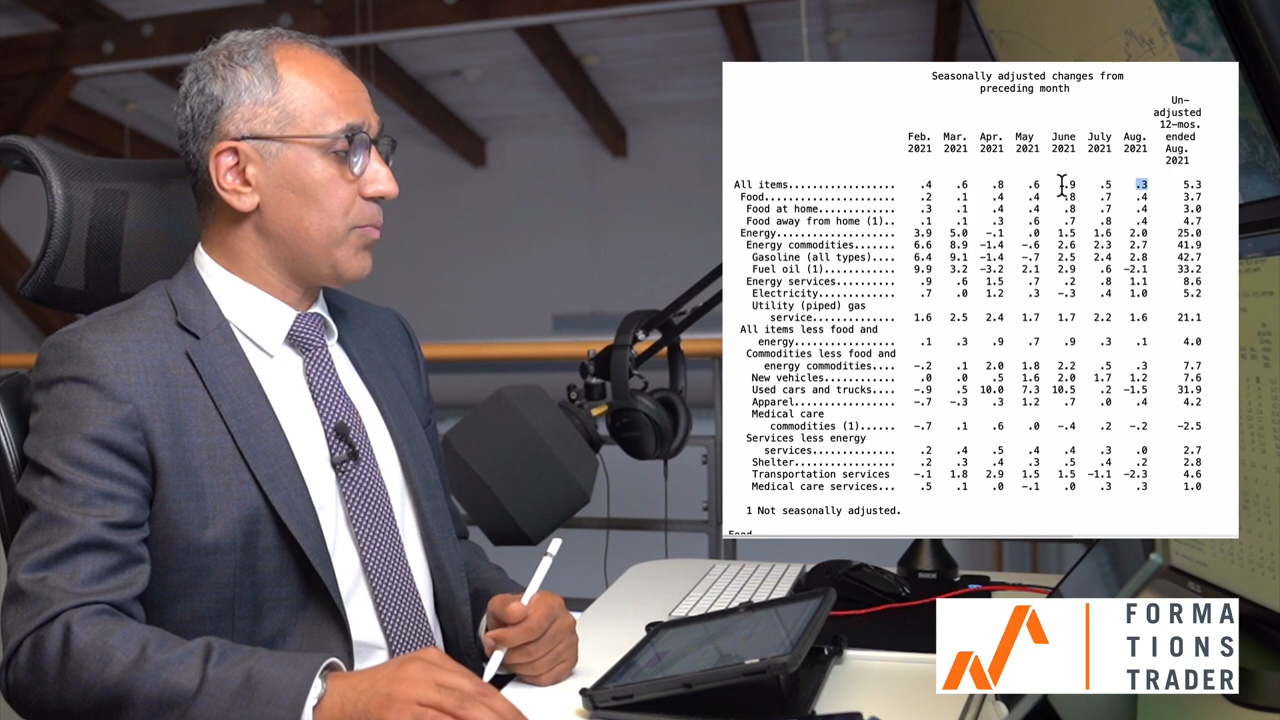 Seasonally adjusted changes from
preceding month
Un-
adjusted
12-mos.
Feb. Mar. Apr. May June July Aug. ended
2021 2021 2021 2021 2021 2021 2021 Aug.
2021
All items.................. .4 .6 .8 .6 .9 .5 .3 5.3
Food...................... .2 .1 .4 .4 .8 .7 .4 3.7
Food at home............. .3 .1 .4 .4 .8 .7 .4 3.0
Food away from home (1).. .1 .1 .3 .6 .7 .8 .4 4.7
Energy.................... 3.9 5.0 -.1 .0 1.5 1.6 2.0 25.0
Energy commodities....... 6.6 8.9 -1.4 -.6 2.6 2.3 2.7 41.9
Gasoline (all types).... 6.4 9.1 -1.4 -.7 2.5 2.4 2.8 42.7
Fuel oil (1)............ 9.9 3.2 -3.2 2.1 2.9 .6 -2.1 33.2
Energy services.......... .9 .6 1.5 .7 .2 .8 1.1 8.6
Electricity............. .7 .0 1.2 .3 -.3 .4 1.0 5.2
Utility (piped) gas
service.............. 1.6 2.5 2.4 1.7 1.7 2.2 1.6 21.1
All items less food and
energy................. .1 .3 .9 .7 .9 .3 .1 4.0
Commodities less food and
energy commodities.... -.2 .1 2.0 1.8 2.2 .5 .3 7.7
New vehicles............ .0 .0 .5 1.6 2.0 1.7 1.2 7.6
Used cars and trucks.... -.9 .5 10.0 7.3 10.5 .2 -1.5 31.9
Apparel................. -.7 -.3 .3 1.2 .7 .0 .4 4.2
Medical care
commodities (1)...... -.7 .1 .6 .0 -.4 .2 -.2 -2.5
Services less energy
services.............. .2 .4 .5 .4 .4 .3 .0 2.7
Shelter................. .2 .3 .4 .3 .5 .4 .2 2.8
Transportation services -.1 1.8 2.9 1.5 1.5 -1.1 -2.3 4.6
Medical care services... .5 .1 .0 -.1 .0 .3 .3 1.0
1 Not seasonally adjusted.
Food
FORMA
TIONS
TRADER